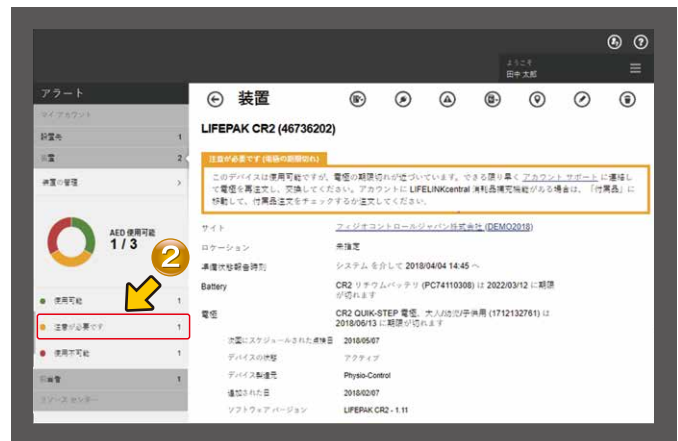 ようこそ
田中 太郎
アラート
マイ アカウント
設置先 1
装置 2
装置の管理 >
AED 使用可能
1 / 3
2
使用可能 1
注意が必要です 1
使用不可能 1
1
リソース センター
装置
LIFEPAK CR2 (46736202)
注意が必要です (電極の期限切れ)
このデバイスは使用可能ですが、電極の期限切れが近づいています。できる限り早く アカウント サポート に連絡し
て電極を再注文し、交換してください。アカウントに LIFELINKcentral 消耗品補充機能がある場合は、「付属品」に
移動して、付属品注文をチェックするか注文してください.
サイト フィジオコントロールジャパン株式会社 (DEMO2018)
ロケーション 未指定
準備状態報告時刻 システム を介して 2018/04/04 14:45 へ
Battery CR2 リチウムバッテリ (PC74110308) は 2022/03/12 に期限
が切れます
電極 CR2 QUIK-STEP 電極、大人/幼児/子供用 (1712132761) は
2018/06/13 に期限が切れます
次回にスケジュールされた点検日 2018/05/07
デバイスの状態 アクティブ
デバイス製造元 Physio-Control
追加された日 2018/02/07
ソフトウェア バージョン LIFEPAK CR2 - 1.11